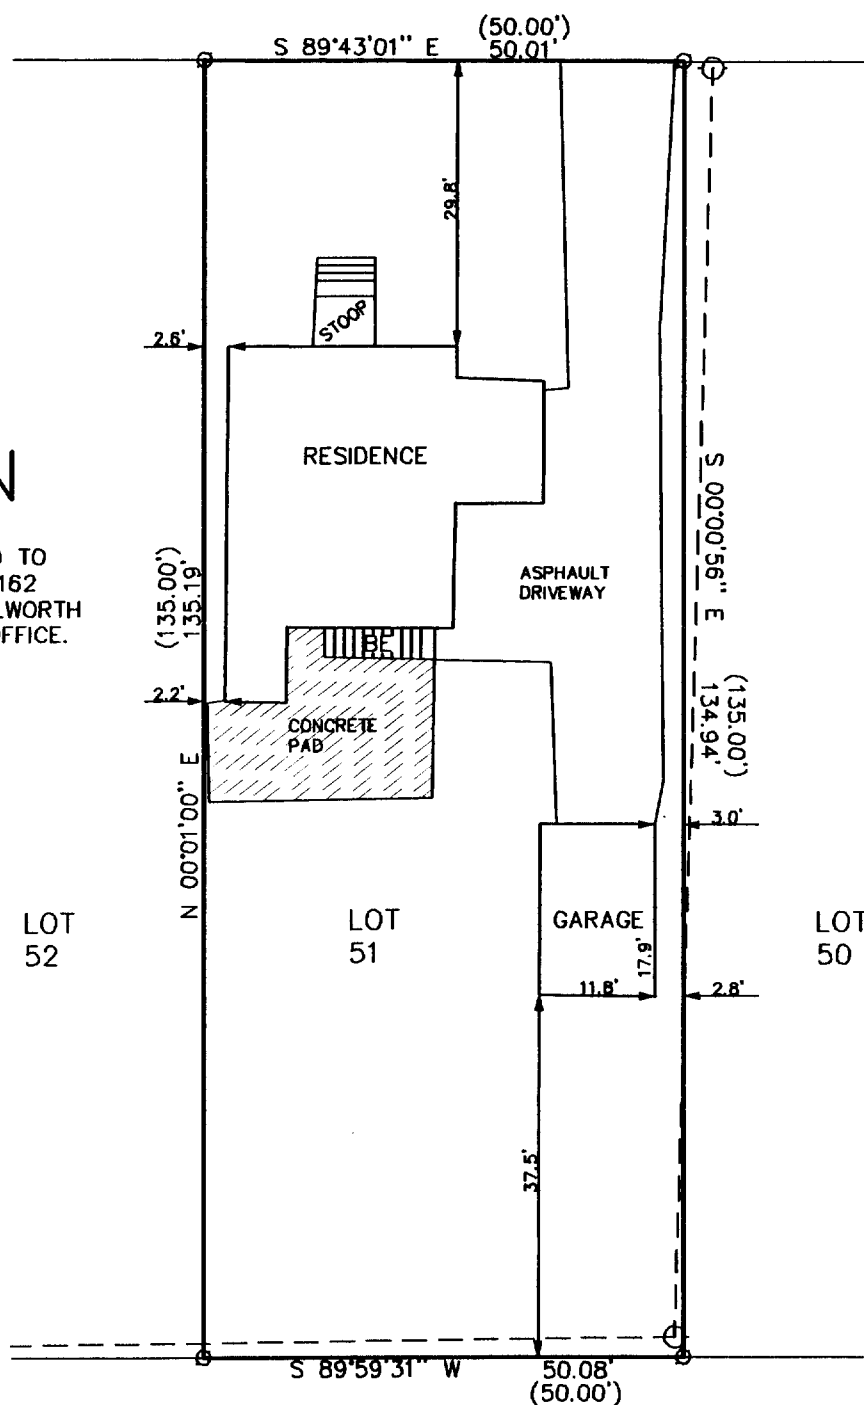 (50.00')
S 89°43'01" E 50.01'
29.8'
STOOP
2.6'
RESIDENCE
N
TO
162
LWORTH
FFICE.
(135.00')
135.19'
ASPHAULT
DRIVEWAY
S 00°00'56" E
(135.00')
134.94'
BE
2.2'
CONCRETE
PAD
N 00°01'00" E
3.0'
LOT
52
LOT
51
GARAGE
LOT
50
17.9'
11.8'
2.8'
37.5'
S 89°59'31" W 50.08'
(50.00')